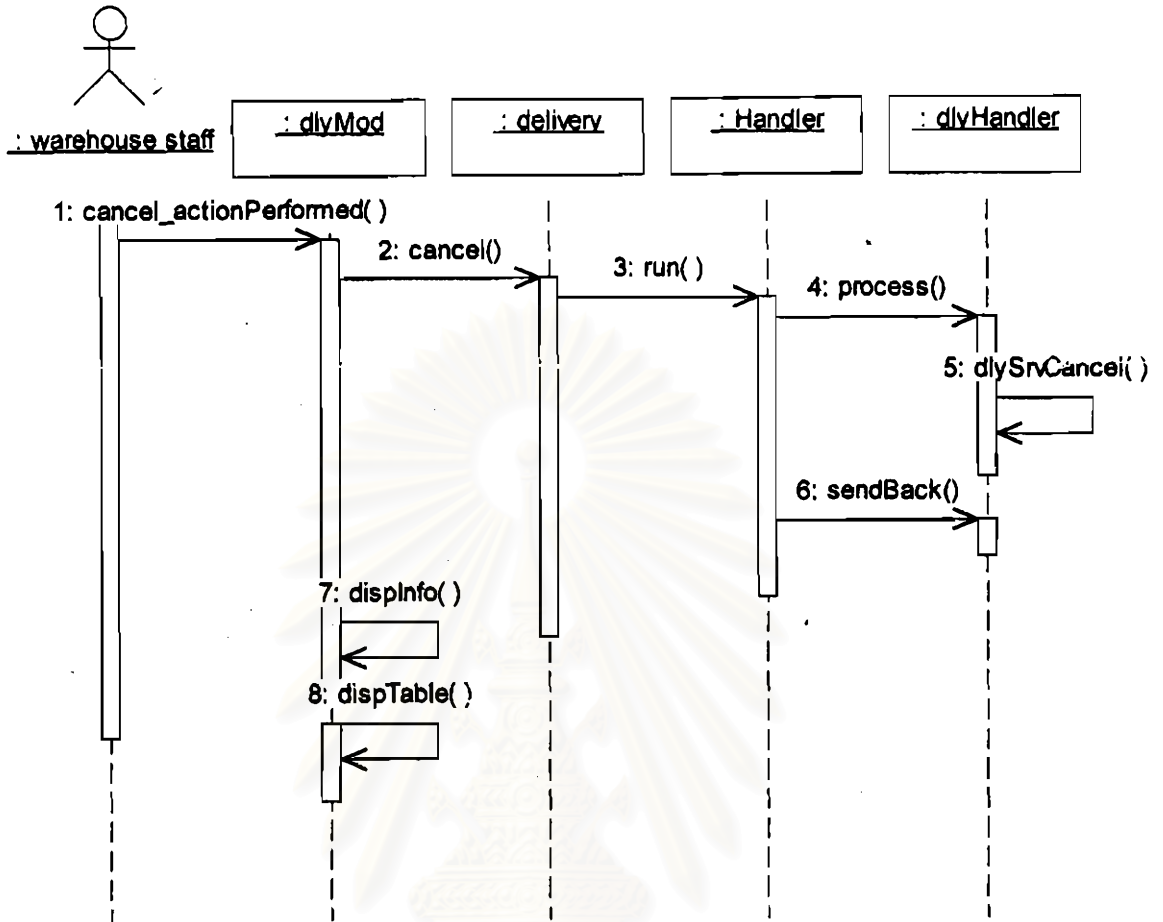 : warehouse staff
: dlyMod
: delivery
: Handler
: dlyHandler
1: cancel_actionPerformed( )
2: cancel()
3: run( )
4: process()
5: dlySrvCancel( )
6: sendBack()
7: dispInfo( )
8: dispTable( )